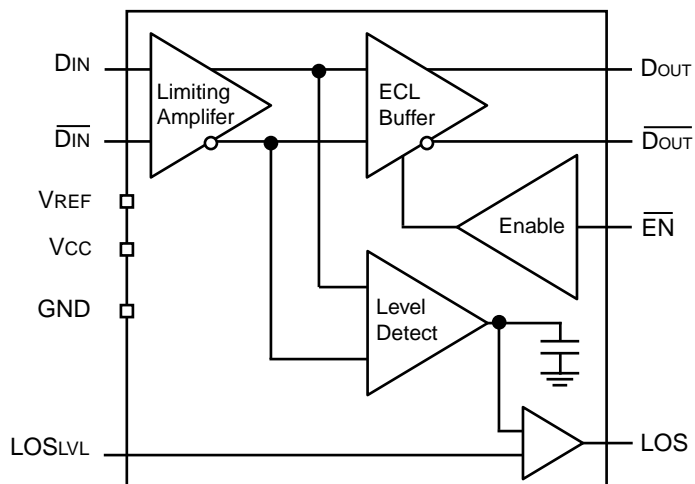 DIN
Limiting
Amplifer
ECL
Buffer
DOUT
DIN
DOUT
VREF
Enable
EN
VCC
GND
Level
Detect
LOSLVL
LOS